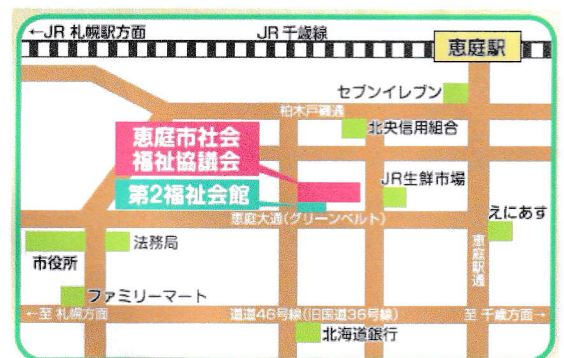 ←JR 札幌駅方面
JR 千歳線
恵庭駅
セブンイレブン
柏木戸磯通
北央信用組合
恵庭市社会
福祉協議会
第2福祉会館
JR生鮮市場
恵庭大通(グリーンベルト)
えにあす
恵庭駅通
法務局
市役所
ファミリーマート
←至 札幌方面
道道46号線(旧国道36号線)
至 千歳方面→
北海道銀行